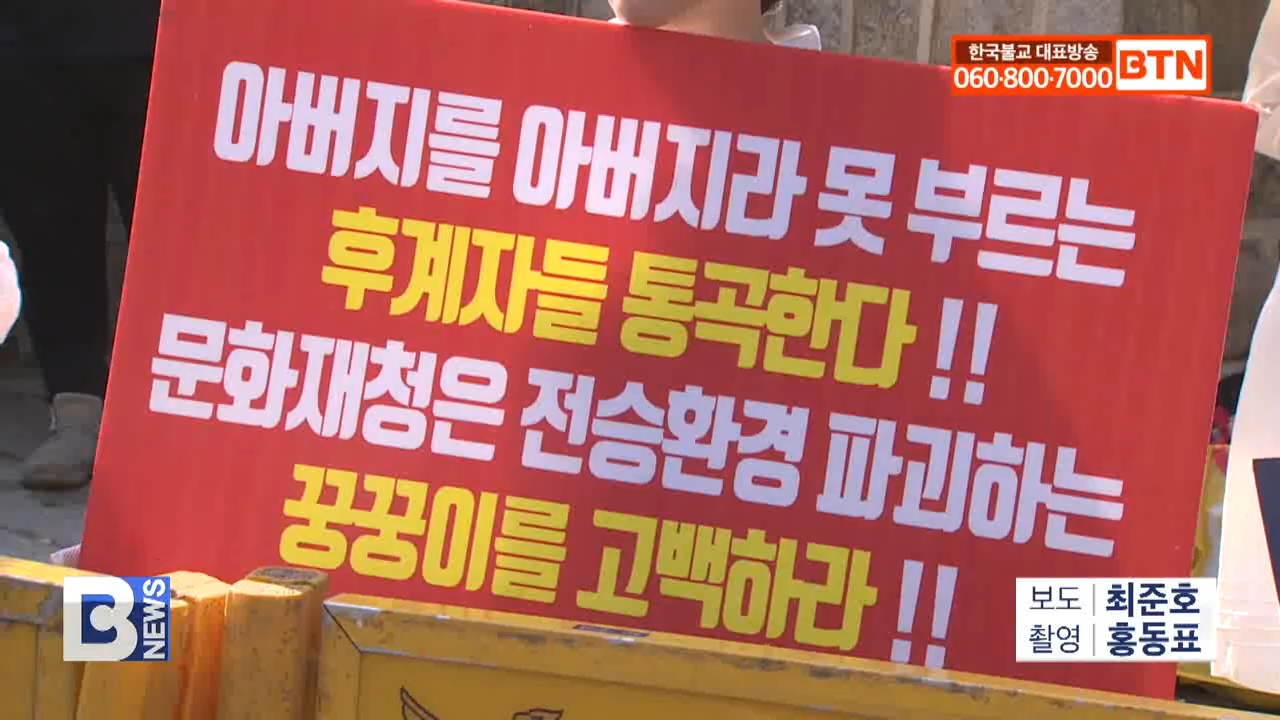 한국불교 대표방송
060·800·7000 BTN
아버지를 아버지라 못 부르는
후계자들 통곡한다 !!
문화재청은 전승환경 파괴하는
꿍꿍이를 고백하라 !!
B NEWS
보도 최준호
촬영 홍동표